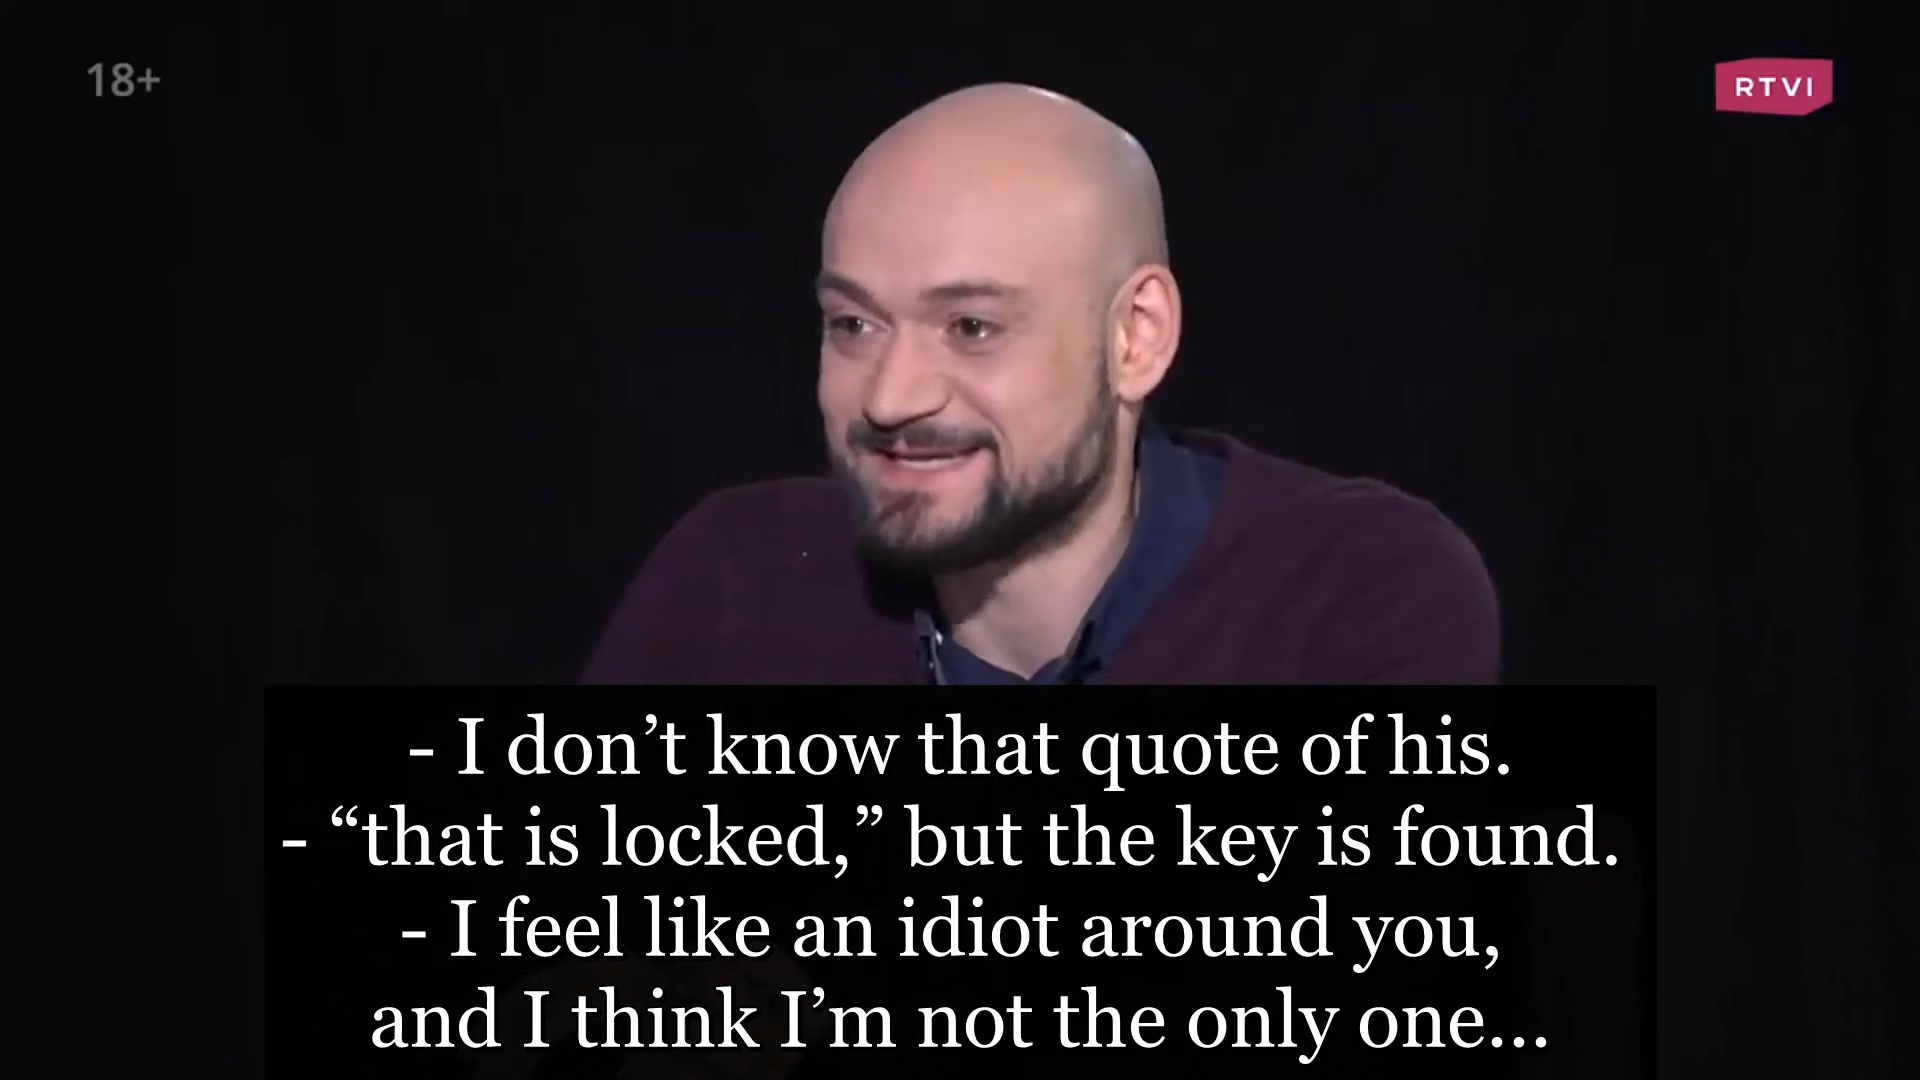 18+
RTVI
- I don’t know that quote of his.
- “that is locked,” but the key is found.
- I feel like an idiot around you,
and I think I’m not the only one...